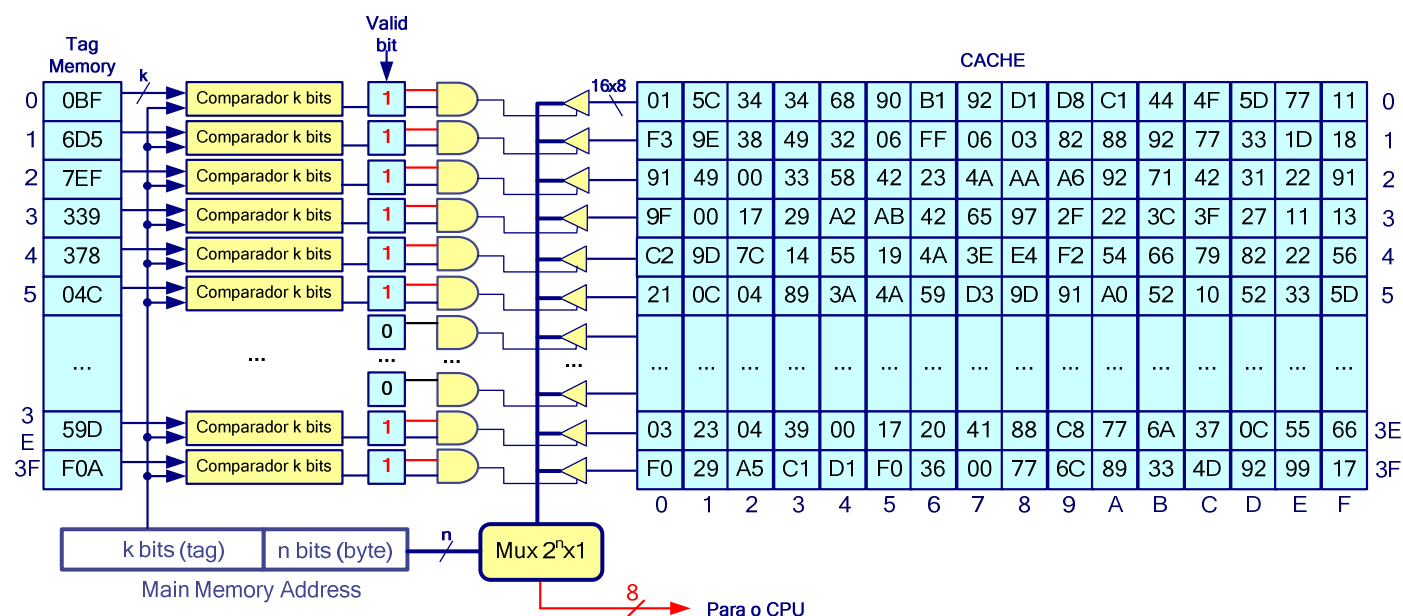 Valid
bit
Tag
Memory
CACHE
k
16x8
0 0BF Comparador k bits 1 01 5C 34 34 68 90 B1 92 D1 D8 C1 44 4F 5D 77 11 0
1 6D5 Comparador k bits 1 F3 9E 38 49 32 06 FF 06 03 82 88 92 77 33 1D 18 1
2 7EF Comparador k bits 1 91 49 00 33 58 42 23 4A AA A6 92 71 42 31 22 91 2
3 339 Comparador k bits 1 9F 00 17 29 A2 AB 42 65 97 2F 22 3C 3F 27 11 13 3
4 378 Comparador k bits 1 C2 9D 7C 14 55 19 4A 3E E4 F2 54 66 79 82 22 56 4
5 04C Comparador k bits 1 21 0C 04 89 3A 4A 59 D3 9D 91 A0 52 10 52 33 5D 5
0
... ... ... ... ... ... ... ... ... ... ... ... ... ... ... ... ... ... ... ... ...
0
3
E 59D Comparador k bits 1 03 23 04 39 00 17 20 41 88 C8 77 6A 37 0C 55 66 3E
3F F0A Comparador k bits 1 F0 29 A5 C1 D1 F0 36 00 77 6C 89 33 4D 92 99 17 3F
0 1 2 3 4 5 6 7 8 9 A B C D E F
k bits (tag) n bits (byte) n Mux 2ⁿx1
Main Memory Address
8
Para o CPU